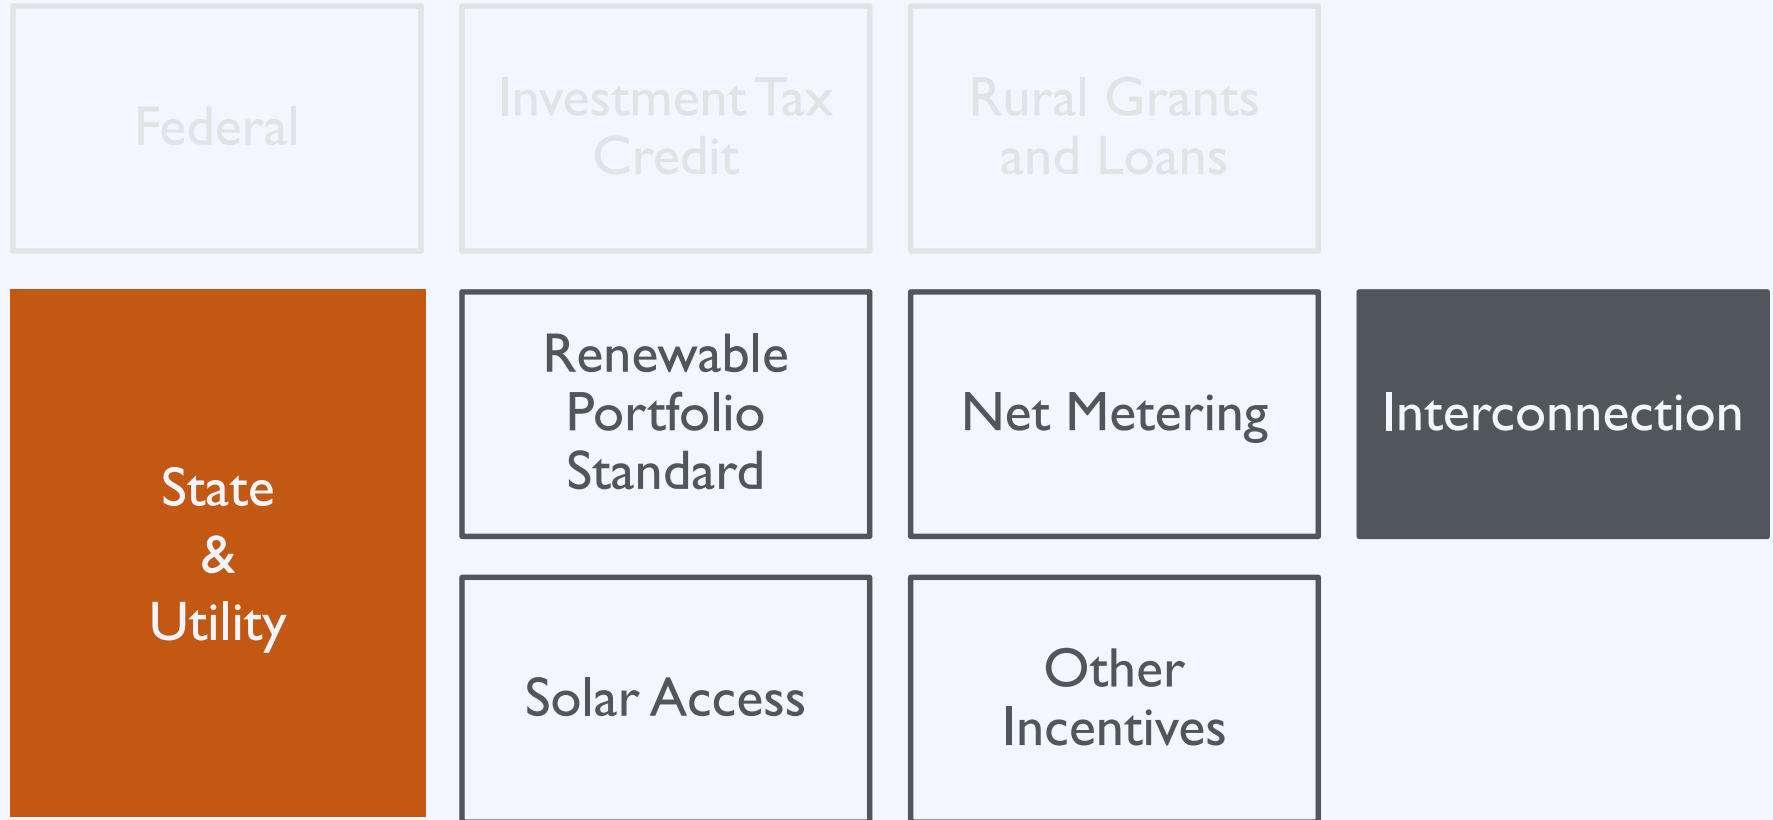 Federal
Investment Tax
Credit
Rural Grants
and Loans
State
&
Utility
Renewable
Portfolio
Standard
Net Metering
Interconnection
Solar Access
Other
Incentives